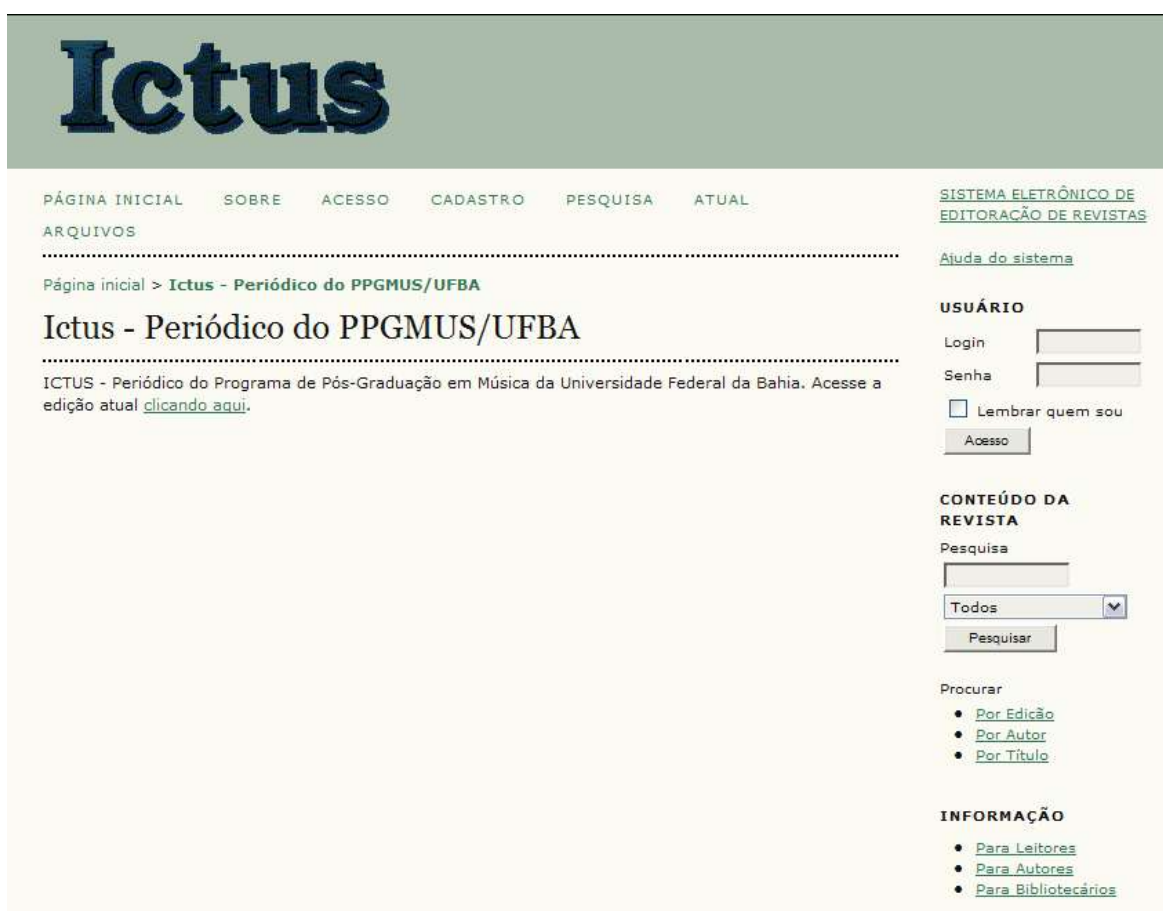 Ictus
PÁGINA INICIAL SOBRE ACESSO CADASTRO PESQUISA ATUAL
ARQUIVOS
Página inicial > Ictus - Periódico do PPGMUS/UFBA
Ictus - Periódico do PPGMUS/UFBA
ICTUS - Periódico do Programa de Pós-Graduação em Música da Universidade Federal da Bahia. Acesse a
edição atual clicando aqui.
SISTEMA ELETRÔNICO DE
EDITORAÇÃO DE REVISTAS
Ajuda do sistema
USUÁRIO
Login
Senha
Lembrar quem sou
Acesso
CONTEÚDO DA
REVISTA
Pesquisa
Todos
Pesquisar
Procurar
Por Edição
Por Autor
Por Título
INFORMAÇÃO
Para Leitores
Para Autores
Para Bibliotecários